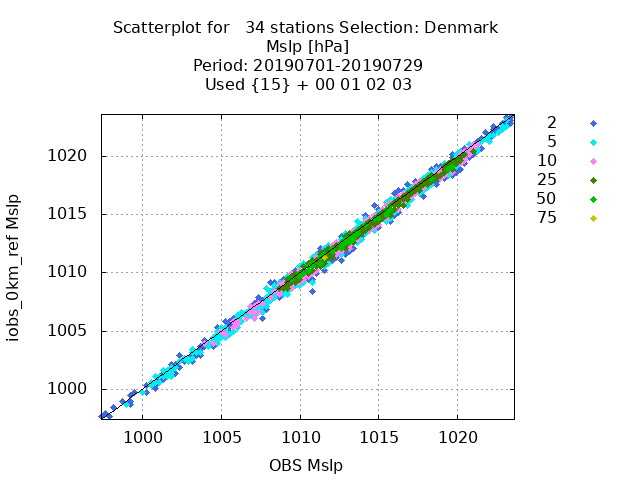 Scatterplot for   34 stations Selection: Denmark
Mslp [hPa]
Period: 20190701-20190729
Used {15} + 00 01 02 03
2
5
10
25
50
75
1020
1015
1010
1005
1000
iobs_0km_ref Mslp
1000 1005 1010 1015 1020
OBS Mslp